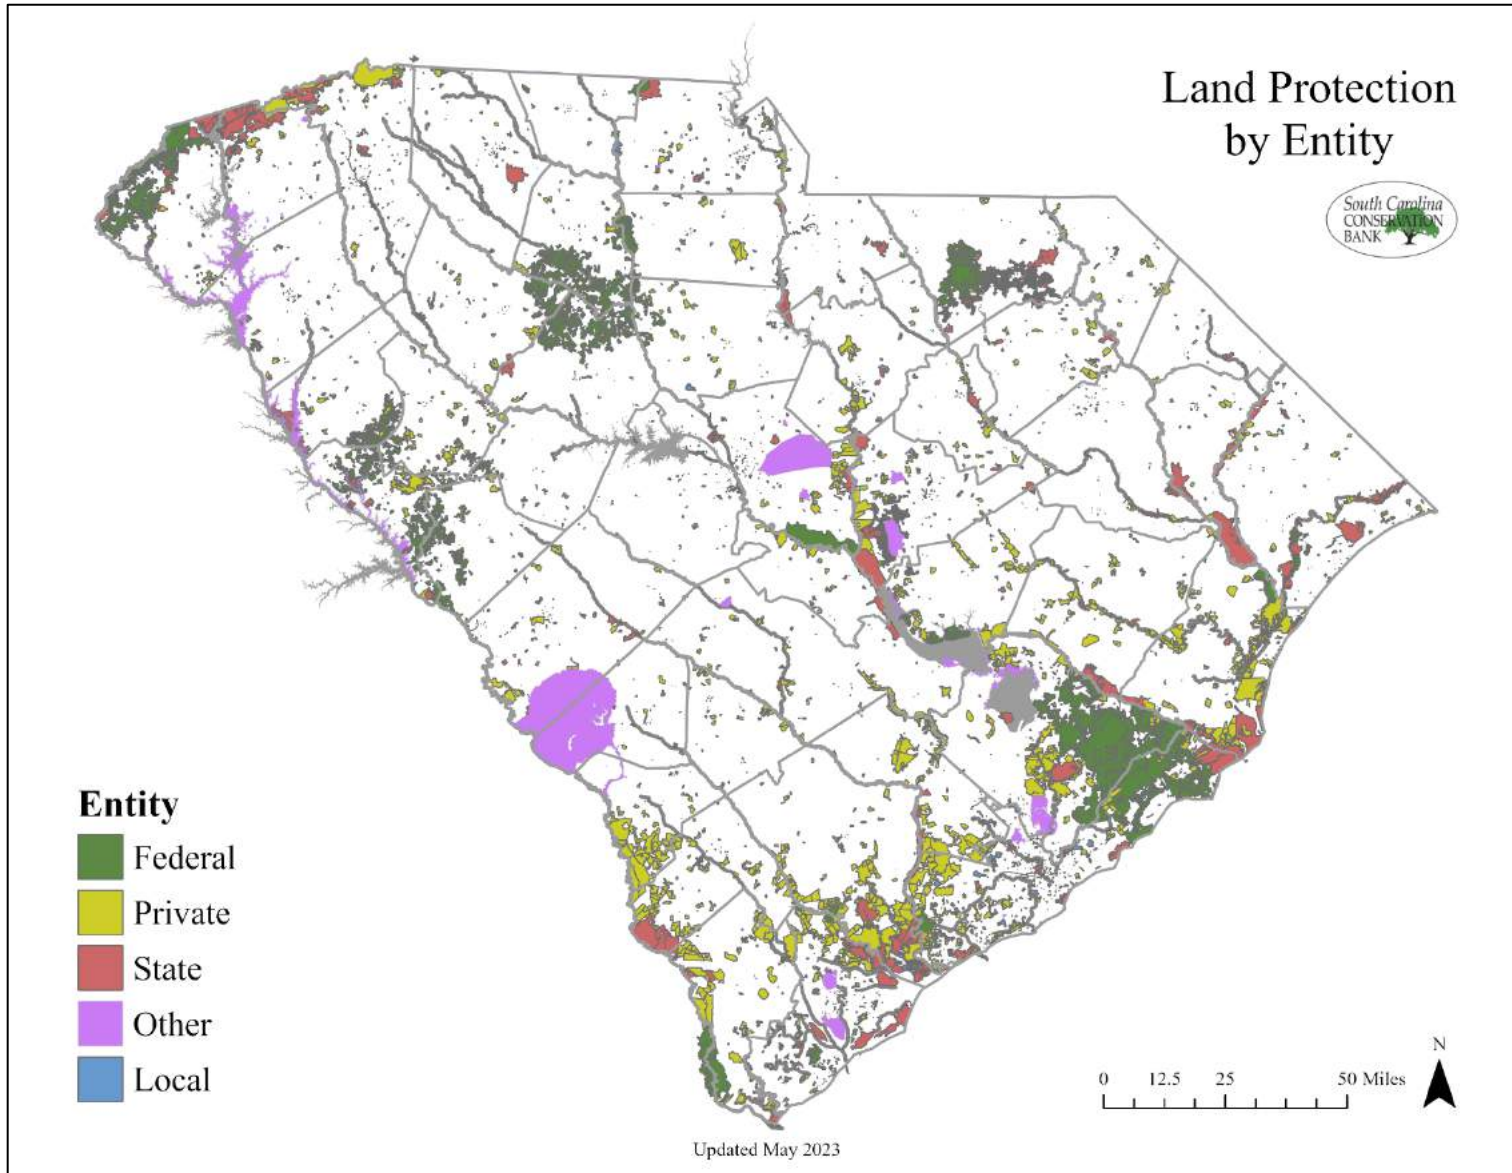 Land Protection
by Entity
South Carolina
CONSERVATION
BANK
Entity
Federal
Private
State
Other
Local
0 12.5 25 50 Miles
N
Updated May 2023